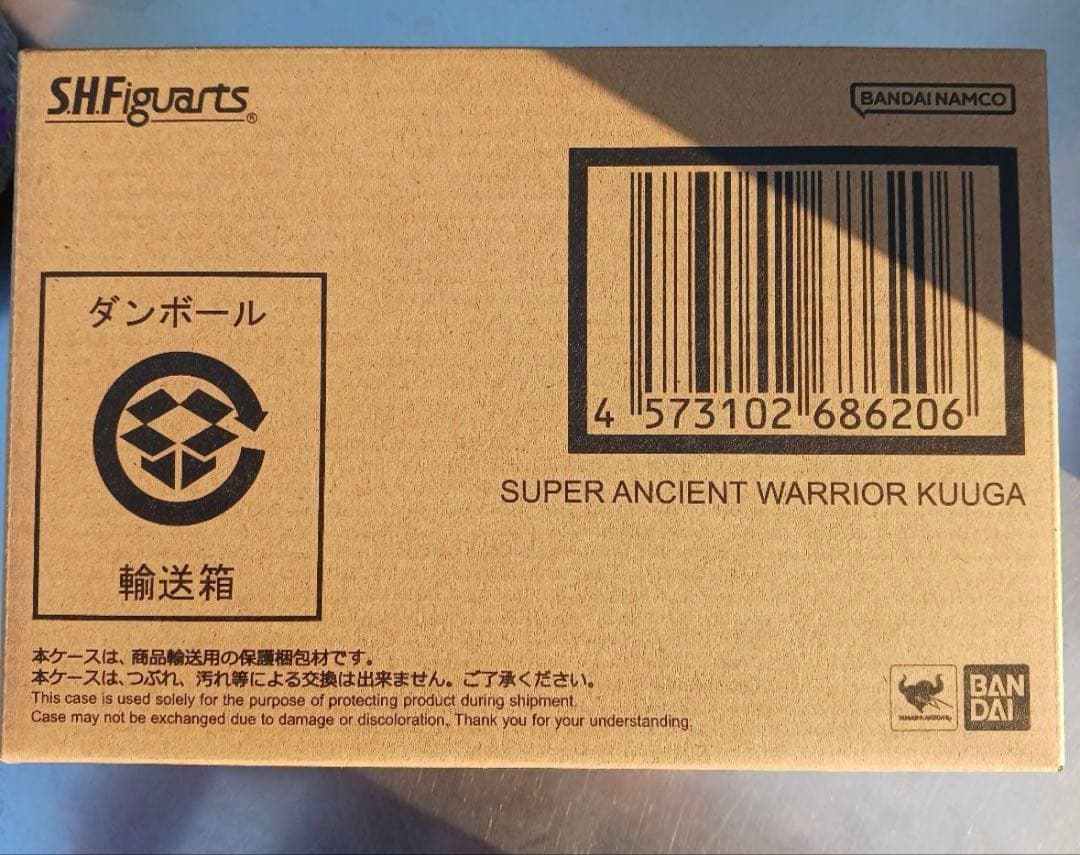 S.H.Figuarts®
BANDAI NAMCO
4 573102 686206
SUPER ANCIENT WARRIOR KUUGA
ダンボール
輸送箱
本ケースは、商品輸送用の保護梱包材です。
本ケースは、つぶれ、汚れ等による交換は出来ません。ご了承ください。
This case is used solely for the purpose of protecting product during shipment.
Case may not be exchanged due to damage or discoloration. Thank you for your understanding.
BAN
DAI